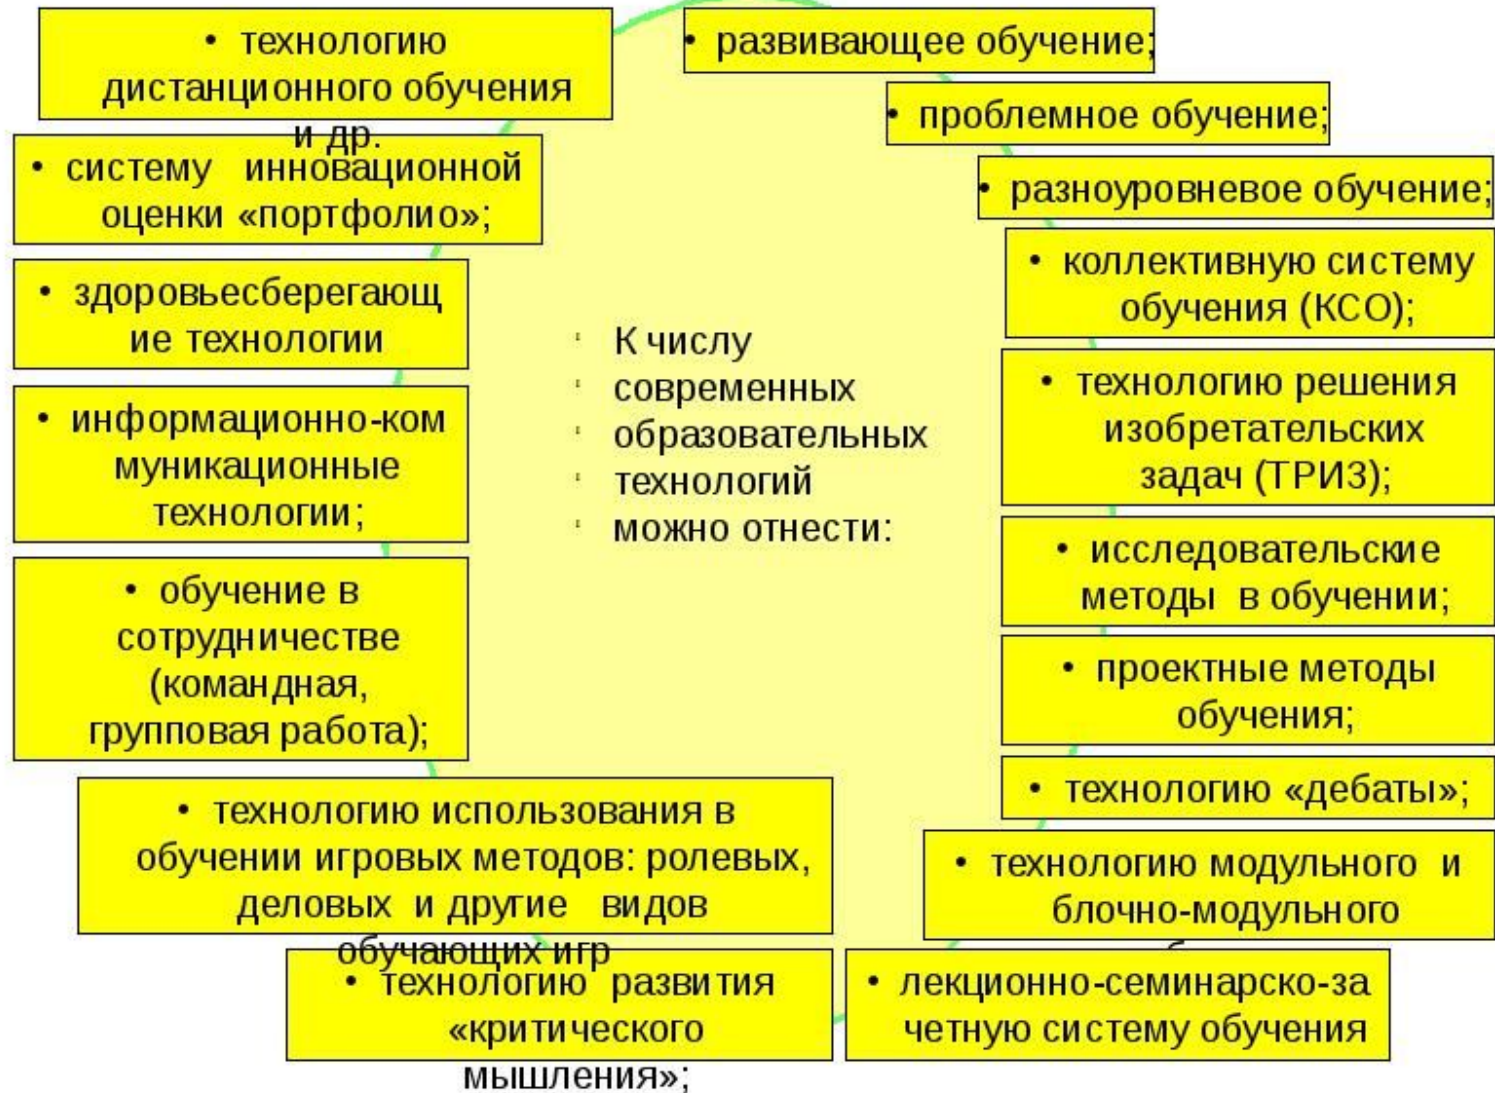 К числу
современных
образовательных
технологий
можно отнести:
• развивающее обучение;
• проблемное обучение;
• разноуровневое обучение;
• коллективную систему
обучения (КСО);
• технологию решения
изобретательских
задач (ТРИЗ);
• исследовательские
методы в обучении;
• проектные методы
обучения;
• технологию «дебаты»;
• технологию модульного и
блочно-модульного
• лекционно-семинарско-за
четную систему обучения
• технологию развития
«критического
мышления»;
• технологию использования в
обучении игровых методов: ролевых,
деловых и другие видов
обучающих игр
• обучение в
сотрудничестве
(командная,
групповая работа);
• информационно-ком
муникационные
технологии;
• здоровьесберегающ
ие технологии
• систему инновационной
оценки «портфолио»;
• технологию
дистанционного обучения
и др.